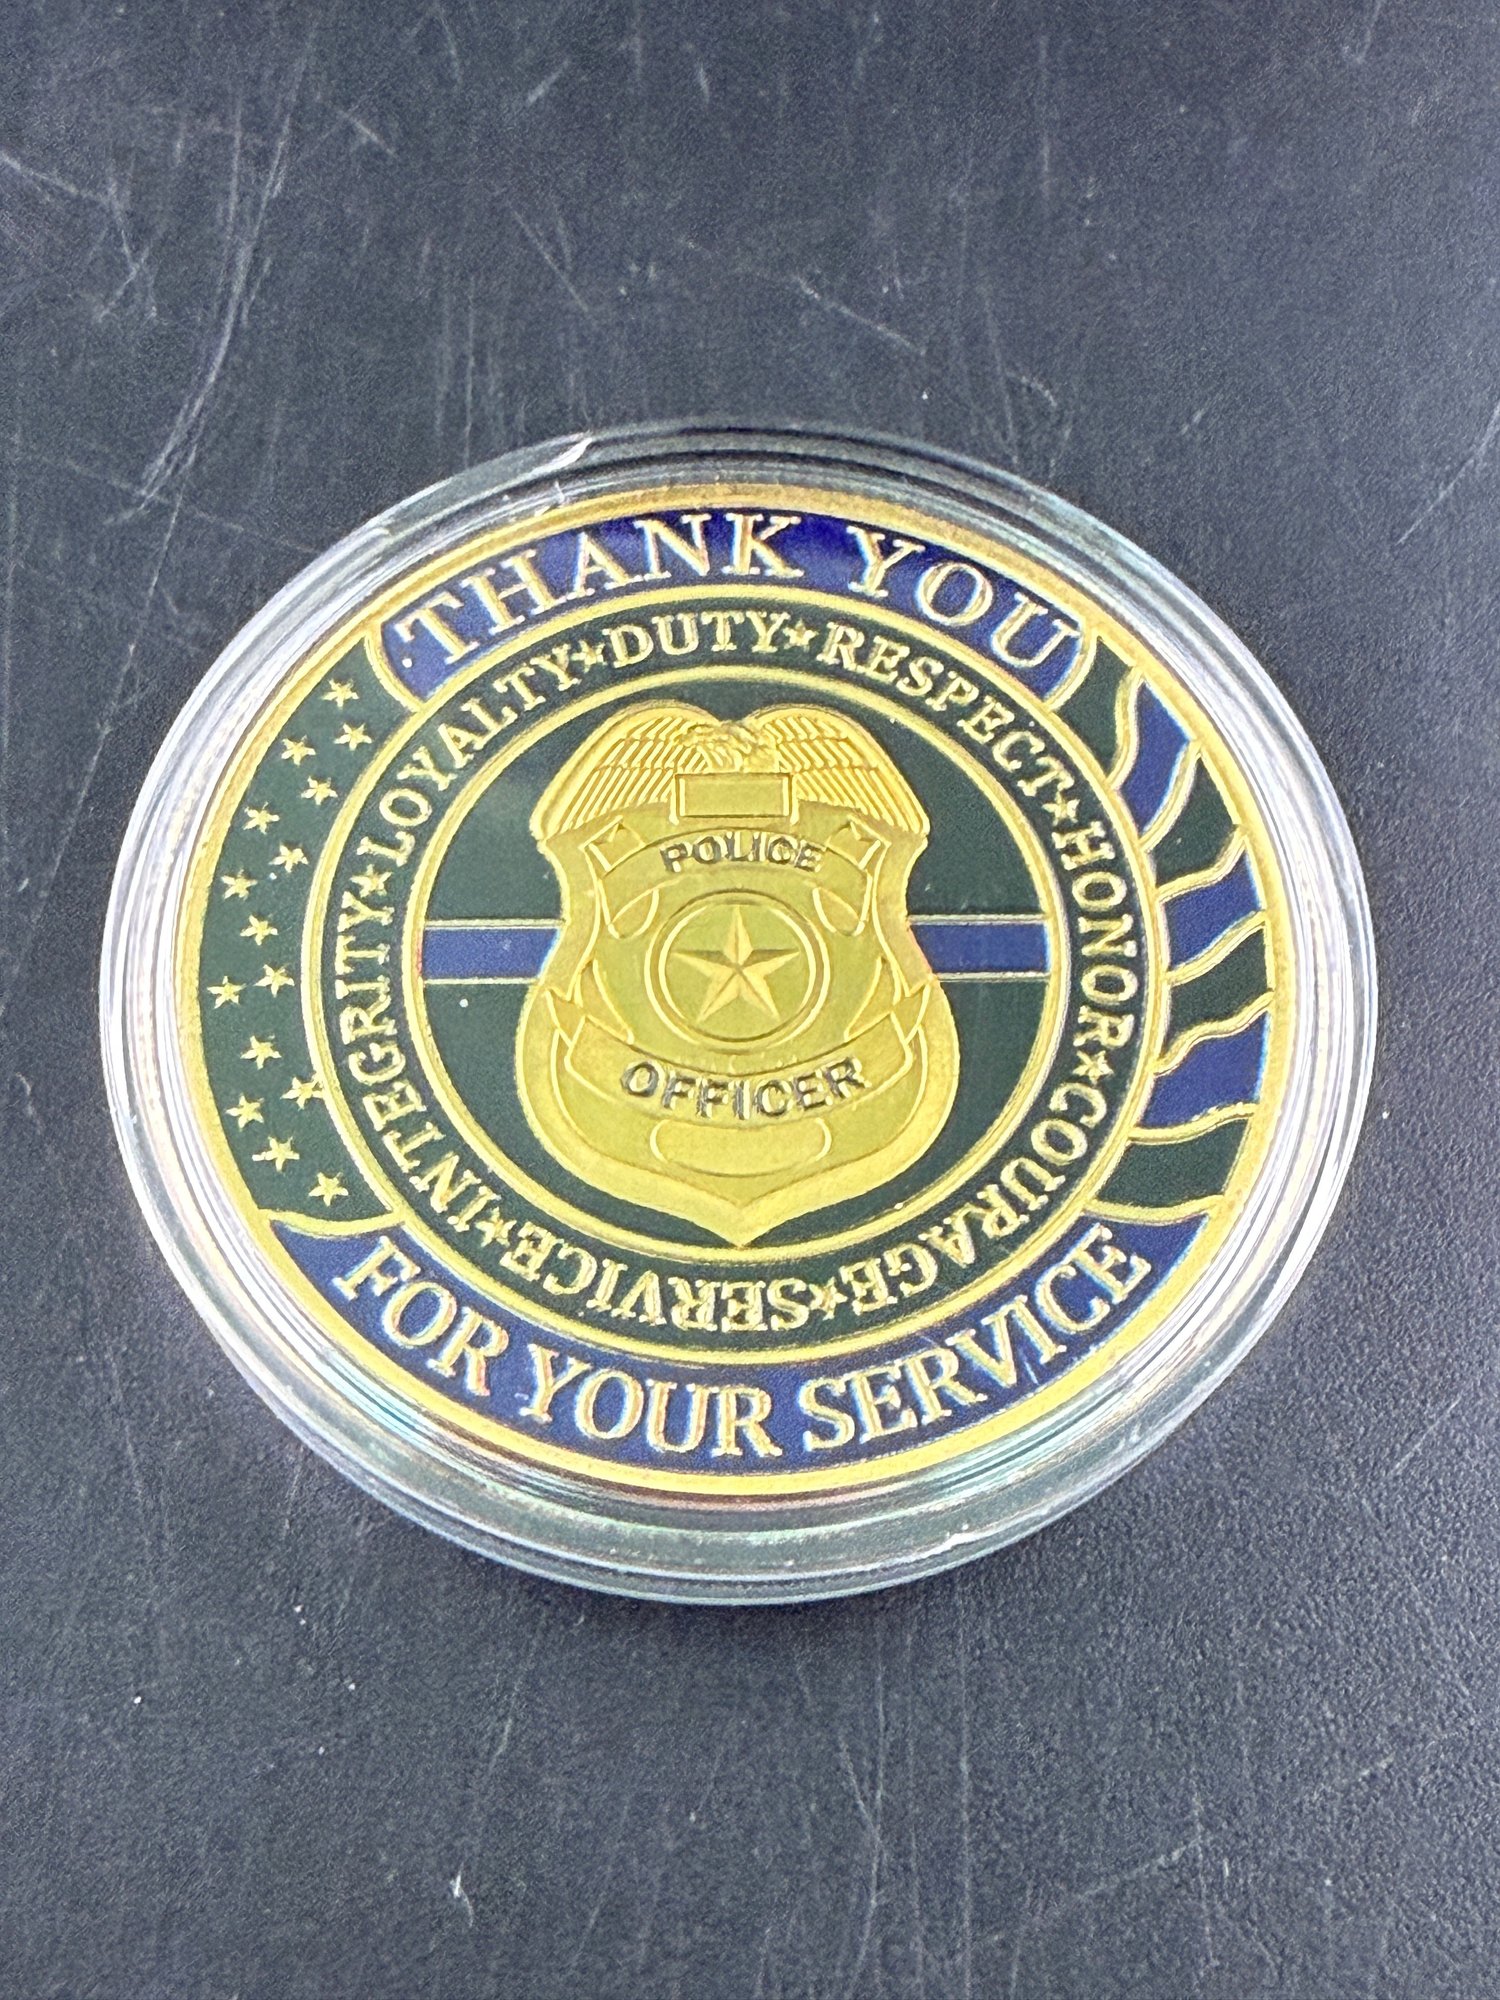 THANK YOU
INTEGRITY★LOYALTY★DUTY★RESPECT★HONOR★COURAGE★SERVICE★
POLICE
OFFICER
FOR YOUR SERVICE